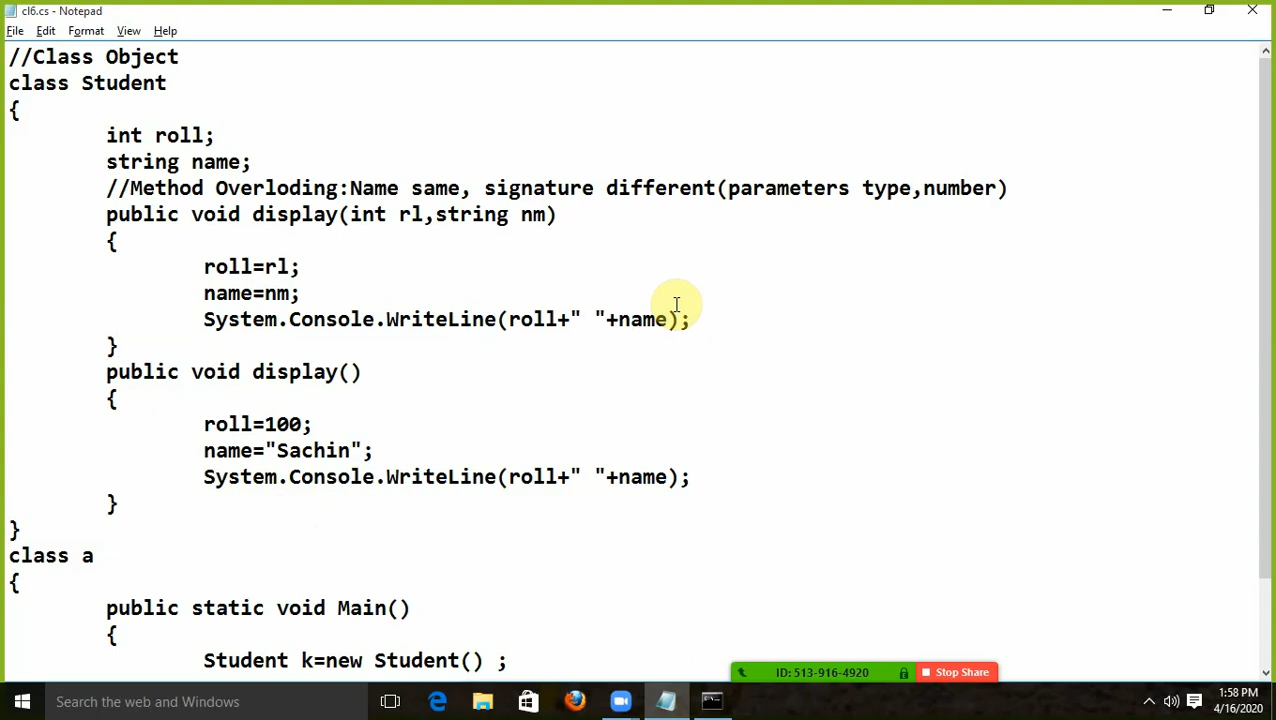 cl6.cs - Notepad
File Edit Format View Help
//Class Object
class Student
{
int roll;
string name;
//Method Overloding:Name same, signature different(parameters type,number)
public void display(int rl,string nm)
{
roll=rl;
name=nm;
System.Console.WriteLine(roll+" "+name);
}
public void display()
{
roll=100;
name="Sachin";
System.Console.WriteLine(roll+" "+name);
}
}
class a
{
public static void Main()
{
Student k=new Student() ;
ID: 513-916-4920 Stop Share
Search the web and Windows
1:58 PM
4/16/2020